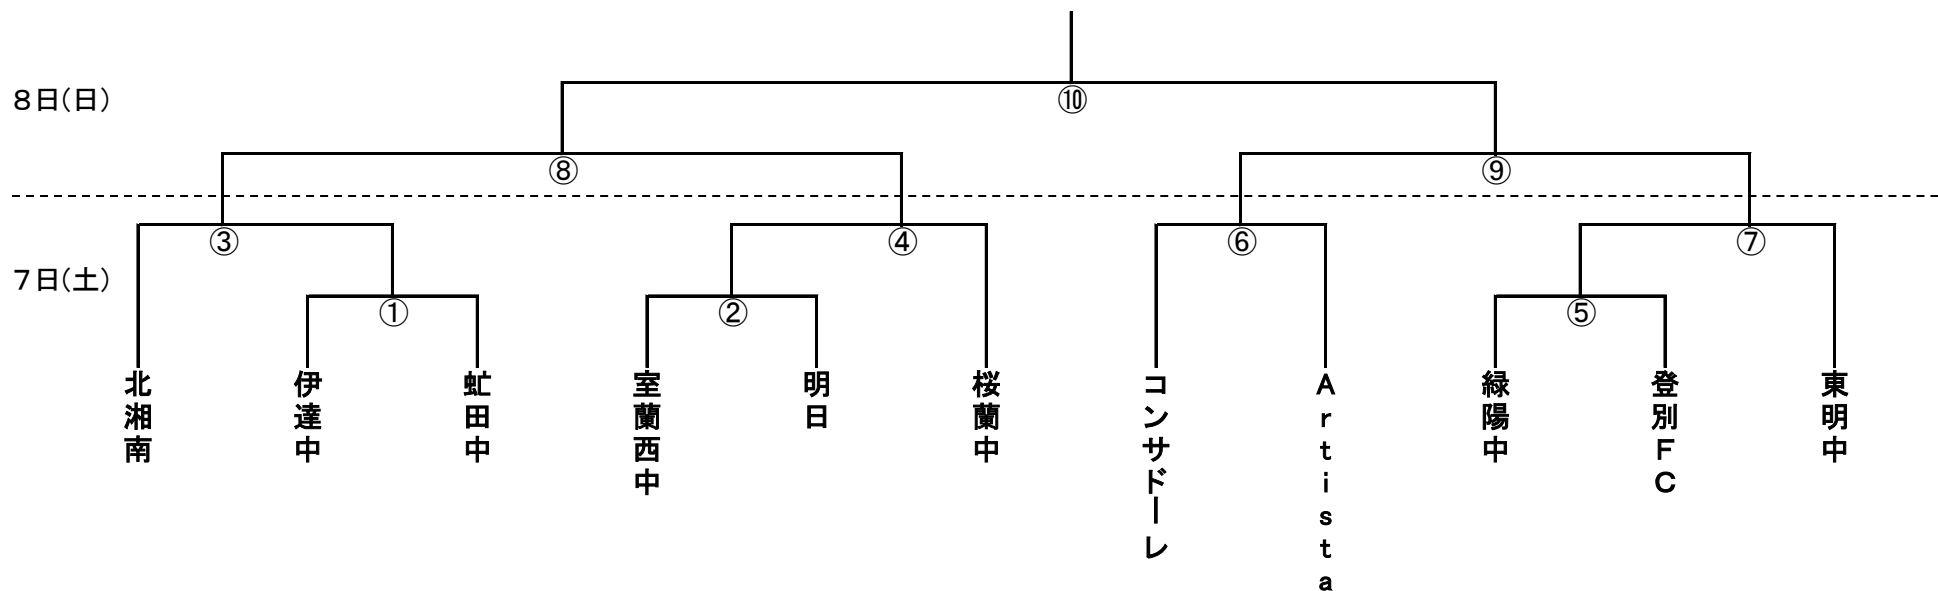 8日(日)
⑩
⑧
⑨
③
④
⑥
⑦
7日(土)
①
②
⑤
北湘南
伊達中
虻田中
室蘭西中
明日
桜蘭中
コンサドーレ
Artista
緑陽中
登別FC
東明中